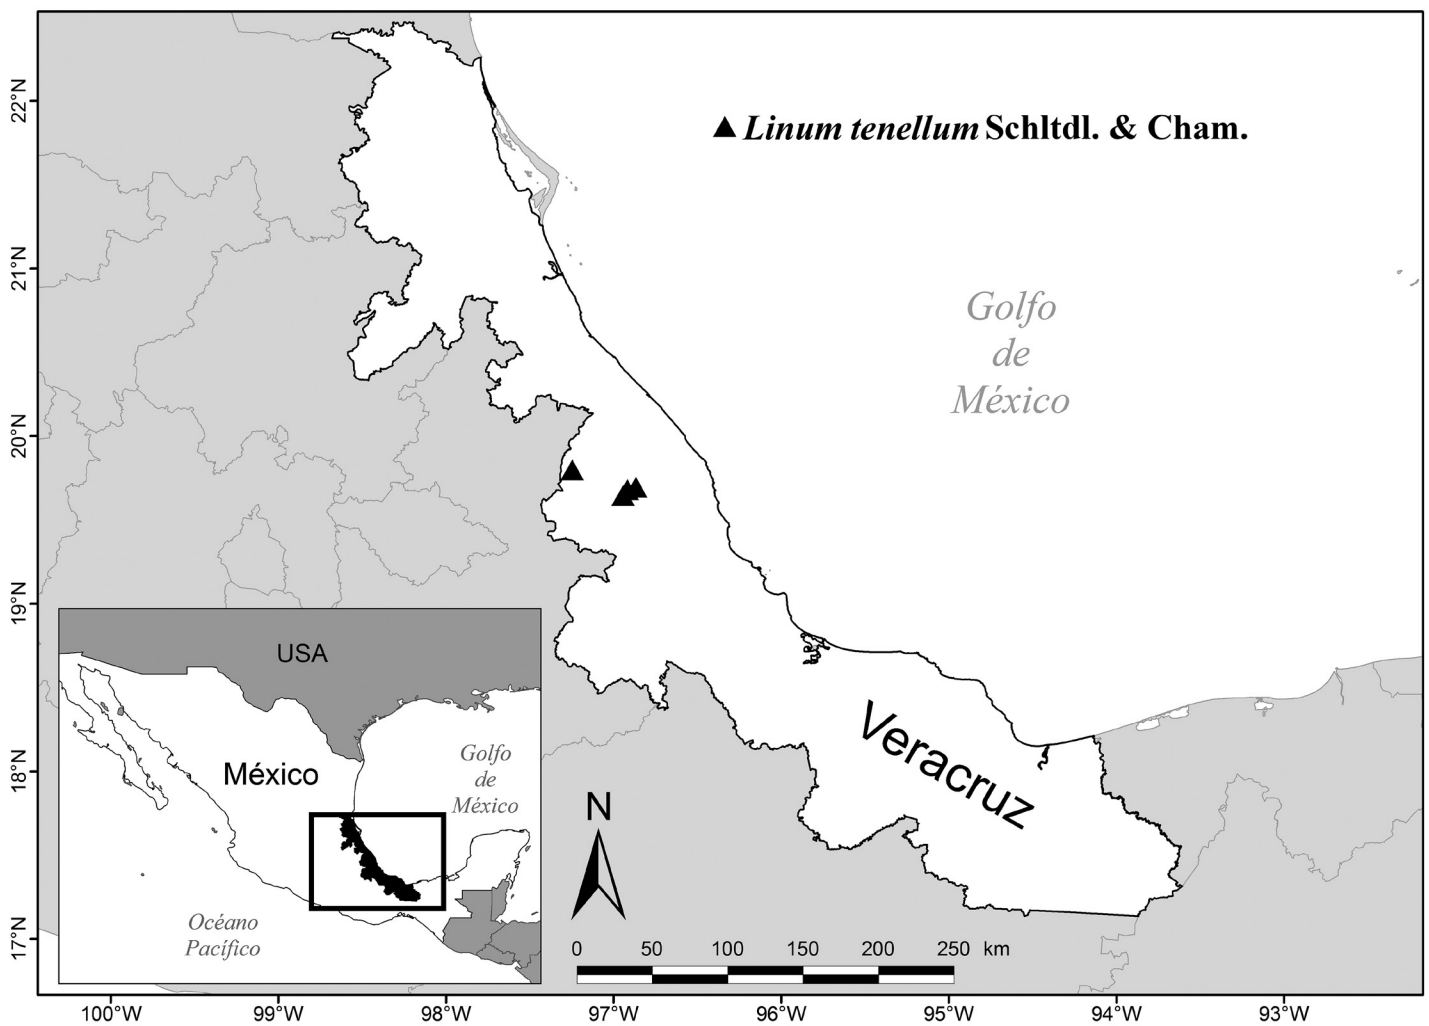 22°N
21°N
20°N
19°N
18°N
17°N
Linum tenellum Schltdl. & Cham.
Golfo
de
México
Veracruz
USA
México
Golfo
de
México
Océano
Pacífico
N
0 50 100 150 200 250 km
100°W 99°W 98°W 97°W 96°W 95°W 94°W 93°W